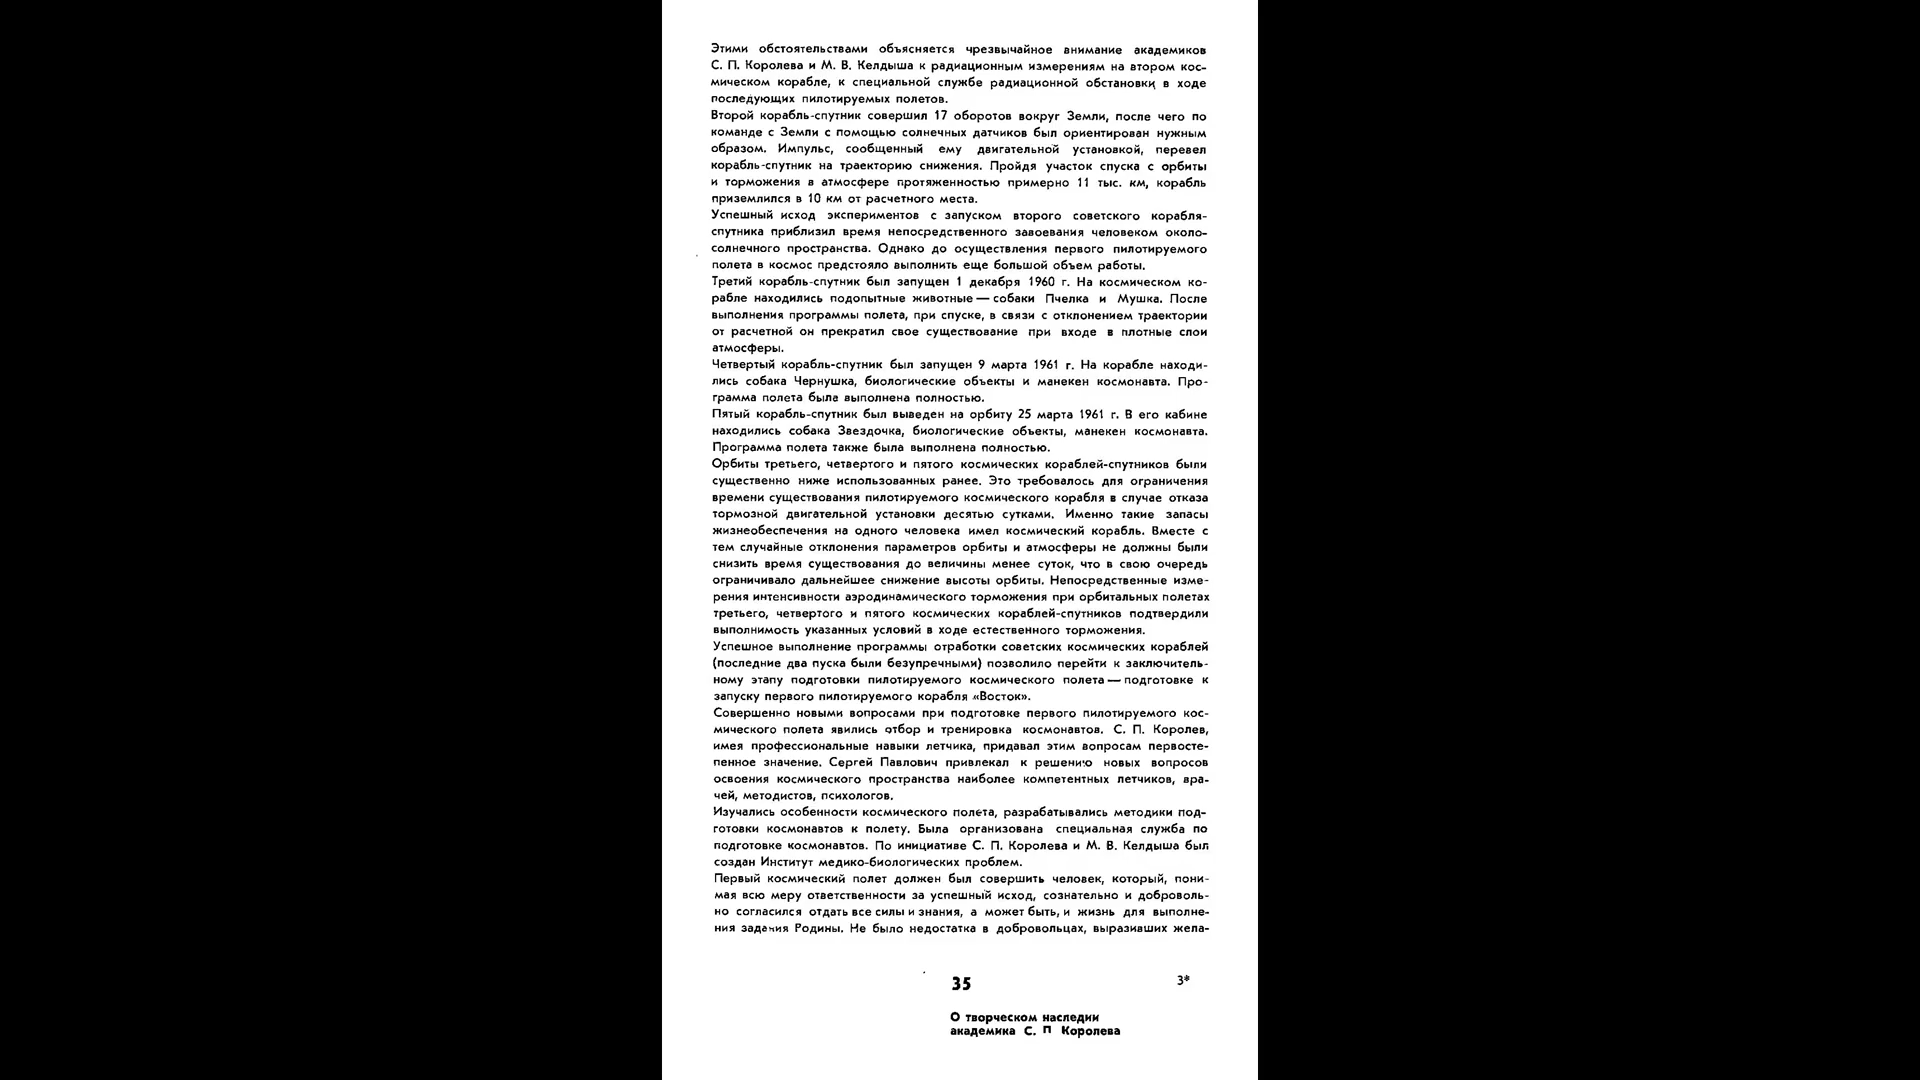 Этими обстоятельствами объясняется чрезвычайное внимание академиков
С. П. Королева и М. В. Келдыша к радиационным измерениям на втором кос-
мическом корабле, к специальной службе радиационной обстановки в ходе
последующих пилотируемых полетов.
Второй корабль-спутник совершил 17 оборотов вокруг Земли, после чего по
команде с Земли с помощью солнечных датчиков был ориентирован нужным
образом. Импульс, сообщенный ему двигательной установкой, перевел
корабль-спутник на траекторию снижения. Пройдя участок спуска с орбиты
и торможения в атмосфере протяженностью примерно 11 тыс. км, корабль
приземлился в 10 км от расчетного места.
Успешный исход экспериментов с запуском второго советского корабля-
спутника приблизил время непосредственного завоевания человеком около-
солнечного пространства. Однако до осуществления первого пилотируемого
полета в космос предстояло выполнить еще большой объем работы.
Третий корабль-спутник был запущен 1 декабря 1960 г. На космическом ко-
рабле находились подопытные животные — собаки Пчелка и Мушка. После
выполнения программы полета, при спуске, в связи с отклонением траектории
от расчетной он прекратил свое существование при входе в плотные слои
атмосферы.
Четвертый корабль-спутник был запущен 9 марта 1961 г. На корабле находи-
лись собака Чернушка, биологические объекты и манекен космонавта. Про-
грамма полета была выполнена полностью.
Пятый корабль-спутник был выведен на орбиту 25 марта 1961 г. В его кабине
находились собака Звездочка, биологические объекты, манекен космонавта.
Программа полета также была выполнена полностью.
Орбиты третьего, четвертого и пятого космических кораблей-спутников были
существенно ниже использованных ранее. Это требовалось для ограничения
времени существования пилотируемого космического корабля в случае отказа
тормозной двигательной установки десятью сутками. Именно такие запасы
жизнеобеспечения на одного человека имел космический корабль. Вместе с
тем случайные отклонения параметров орбиты и атмосферы не должны были
снизить время существования до величины менее суток, что в свою очередь
ограничивало дальнейшее снижение высоты орбиты. Непосредственные изме-
рения интенсивности аэродинамического торможения при орбитальных полетах
третьего, четвертого и пятого космических кораблей-спутников подтвердили
выполнимость указанных условий в ходе естественного торможения.
Успешное выполнение программы отработки советских космических кораблей
(последние два пуска были безупречными) позволило перейти к заключитель-
ному этапу подготовки пилотируемого космического полета — подготовке к
запуску первого пилотируемого корабля «Восток».
Совершенно новыми вопросами при подготовке первого пилотируемого кос-
мического полета явились отбор и тренировка космонавтов. С. П. Королев,
имея профессиональные навыки летчика, придавал этим вопросам первосте-
пенное значение. Сергей Павлович привлекал к решению новых вопросов
освоения космического пространства наиболее компетентных летчиков, вра-
чей, методистов, психологов.
Изучались особенности космического полета, разрабатывались методики под-
готовки космонавтов к полету. Была организована специальная служба по
подготовке космонавтов. По инициативе С. П. Королева и М. В. Келдыша был
создан Институт медико-биологических проблем.
Первый космический полет должен был совершить человек, который, пони-
мая всю меру ответственности за успешный исход, сознательно и доброволь-
но согласился отдать все силы и знания, а может быть, и жизнь для выполне-
ния задания Родины. Не было недостатка в добровольцах, выразивших жела-
35
3*
О творческом наследии
академика С. П Королева